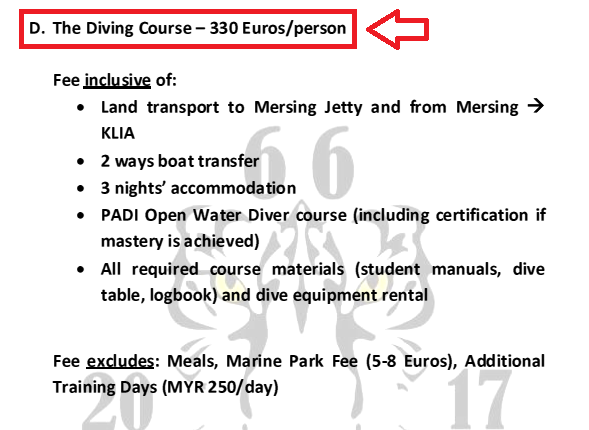 D. The Diving Course – 330 Euros/person
Fee inclusive of:
• Land transport to Mersing Jetty and from Mersing →
KLIA
• 2 ways boat transfer
• 3 nights’ accommodation
• PADI Open Water Diver course (including certification if
mastery is achieved)
• All required course materials (student manuals, dive
table, logbook) and dive equipment rental
Fee excludes: Meals, Marine Park Fee (5-8 Euros), Additional
Training Days (MYR 250/day)
66
20 17